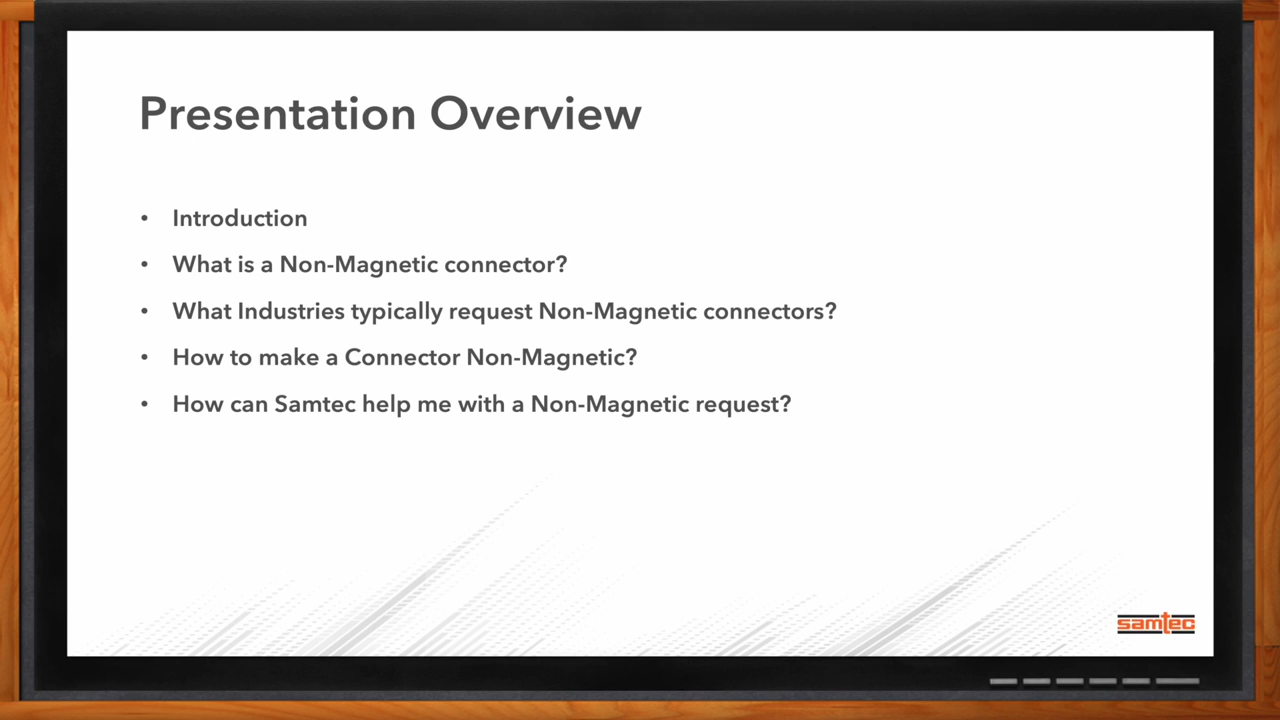 Presentation Overview
• Introduction
• What is a Non-Magnetic connector?
• What Industries typically request Non-Magnetic connectors?
• How to make a Connector Non-Magnetic?
• How can Samtec help me with a Non-Magnetic request?
samtec